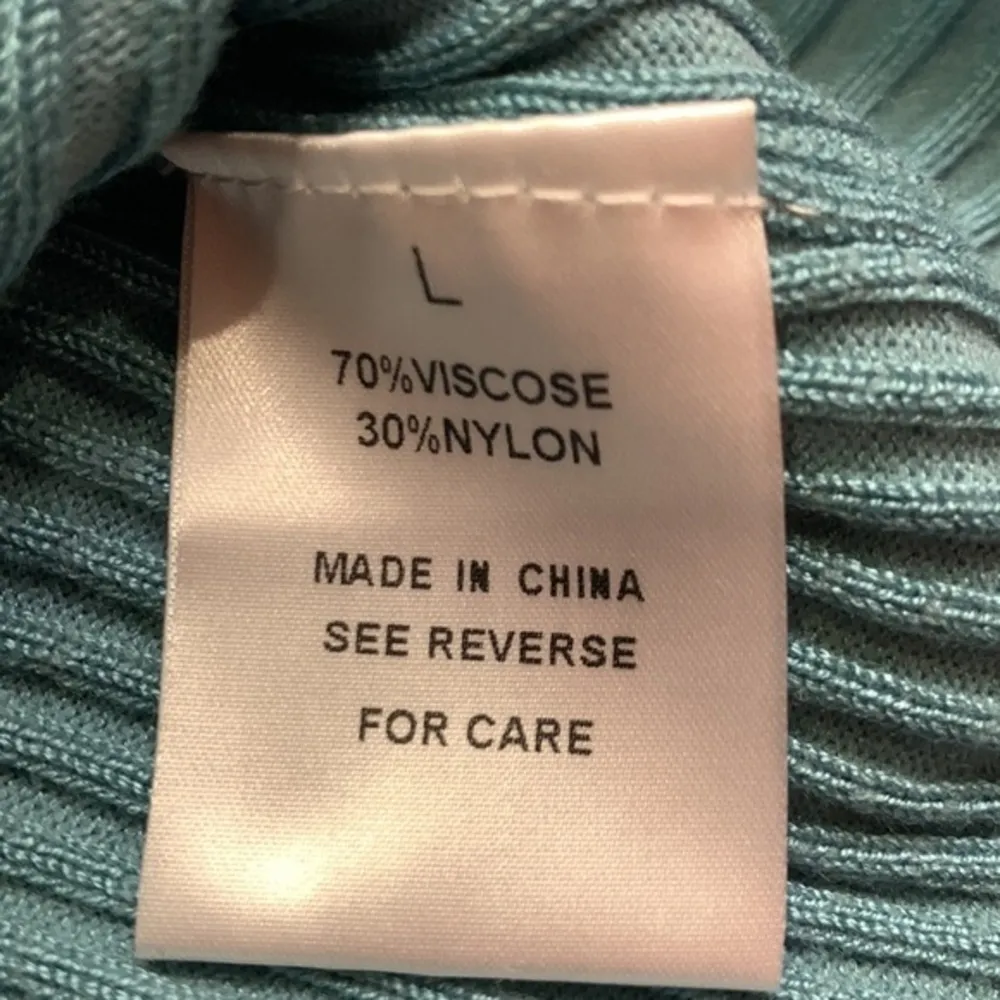 L
70%VISCOSE
30%NYLON
MADE IN CHINA
SEE REVERSE
FOR CARE